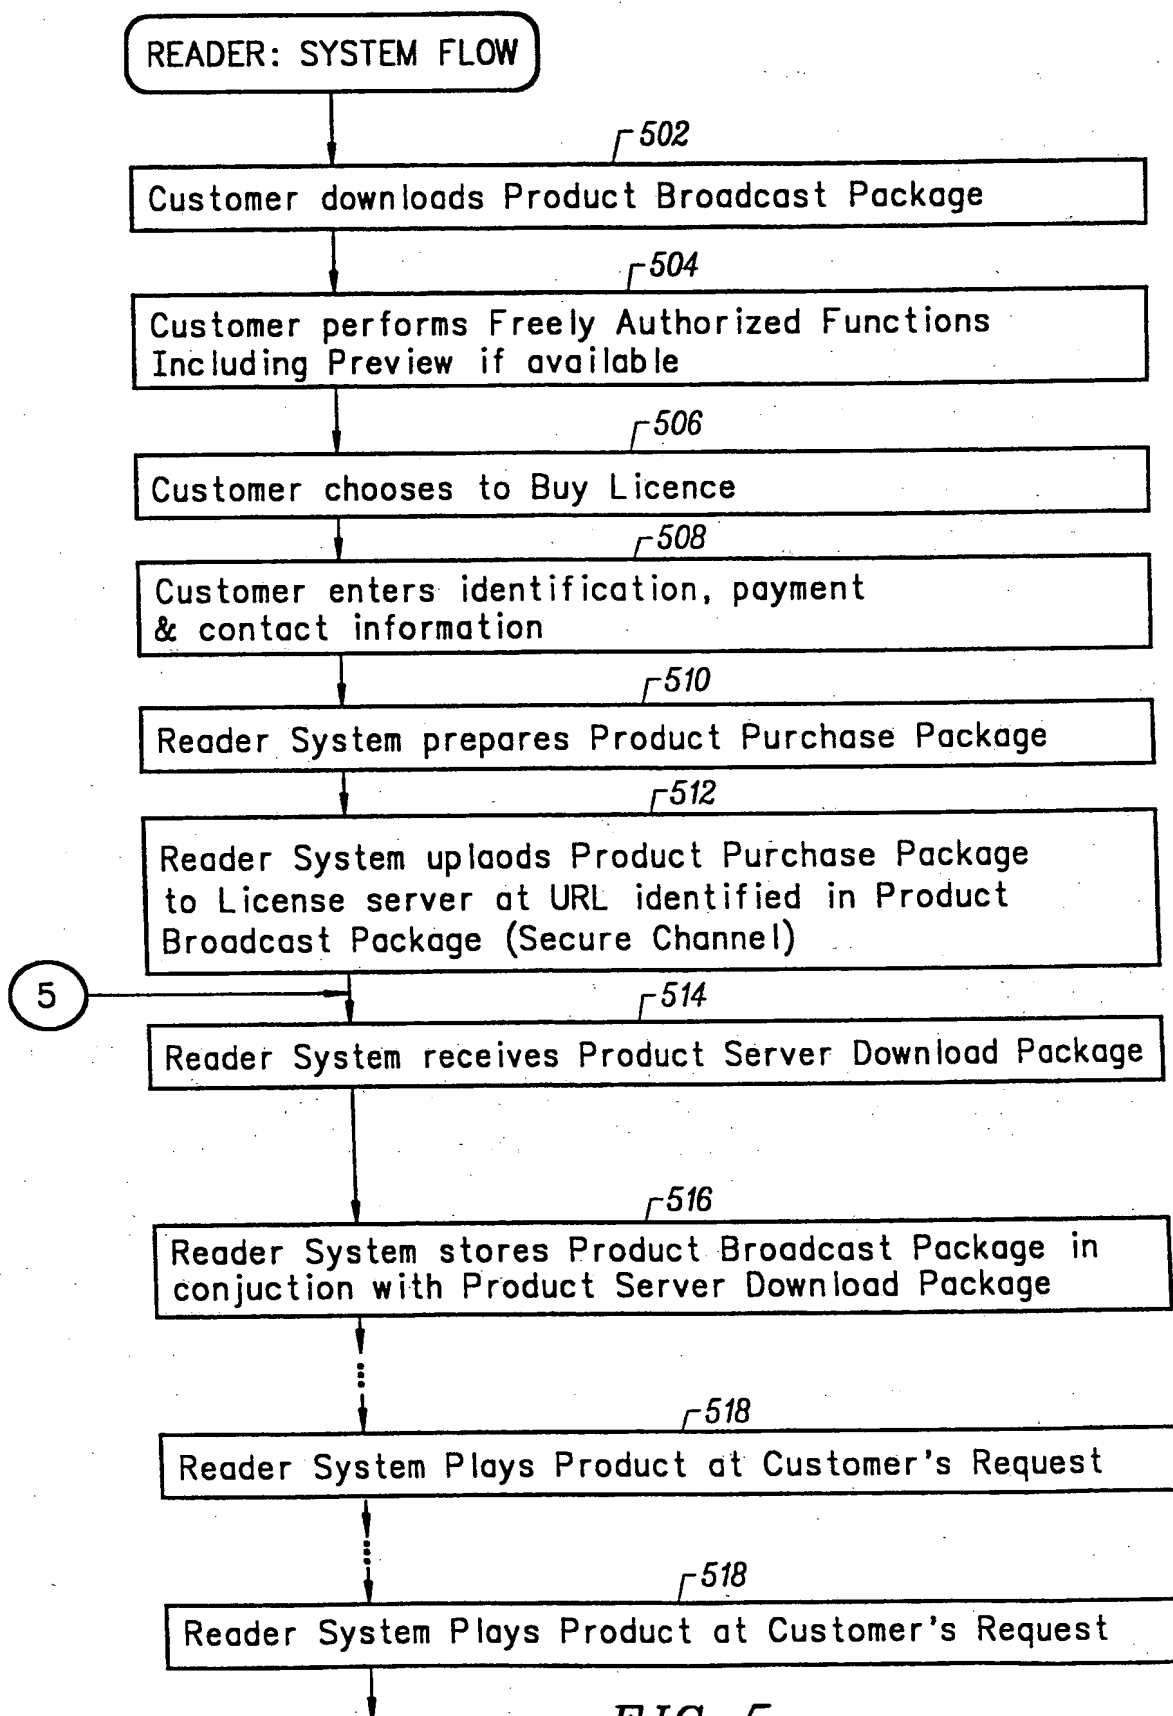 READER: SYSTEM FLOW
502
Customer downloads Product Broadcast Package
504
Customer performs Freely Authorized Functions
Including Preview if available
506
Customer chooses to Buy Licence
508
Customer enters identification, payment
& contact information
510
Reader System prepares Product Purchase Package
512
Reader System uplaods Product Purchase Package
to License server at URL identified in Product
Broadcast Package (Secure Channel)
5
514
Reader System receives Product Server Download Package
516
Reader System stores Product Broadcast Package in
conjuction with Product Server Download Package
518
Reader System Plays Product at Customer's Request
518
Reader System Plays Product at Customer's Request
FIG. 5